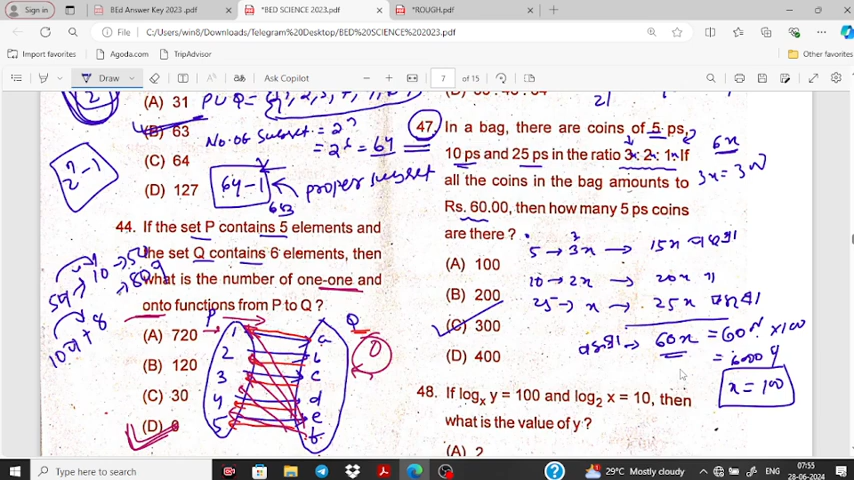 Sign in
BEd Answer Key 2023 .pdf
*BED SCIENCE 2023.pdf
*ROUGH.pdf
File
C:/Users/win8/Downloads/Telegram Desktop/BED%20SCIENCE%202023.pdf
Import favorites
Agoda.com
TripAdvisor
Other favorites
Draw
Ask Copilot
7
of 15
(A) 31
P∪Q =
(B) 63
No. of subset = 2ⁿ
= 2⁶ = 64
(C) 64
2ⁿ-1
64-1
proper subset
(D) 127
44. If the set P contains 5 elements and
the set Q contains 6 elements, then
what is the number of one-one and
onto functions from P to Q ?
(A) 720
(B) 120
(C) 30
(D)
P
Q
1
2
3
4
5
a
b
c
d
e
f
0
47. In a bag, there are coins of 5 ps,
10 ps and 25 ps in the ratio 3 : 2 : 1. If
all the coins in the bag amounts to
Rs. 60.00, then how many 5 ps coins
are there ?
(A) 100
(B) 200
(C) 300
(D) 400
6x
5 → 3x → 15x
10 → 2x → 20x
25 → x → 25x
60x
x100
= 6000
x = 100
48. If logₓ y = 100 and log₂ x = 10, then
what is the value of y ?
(A) 2
Type here to search
29°C Mostly cloudy
ENG
07:55
28-06-2024